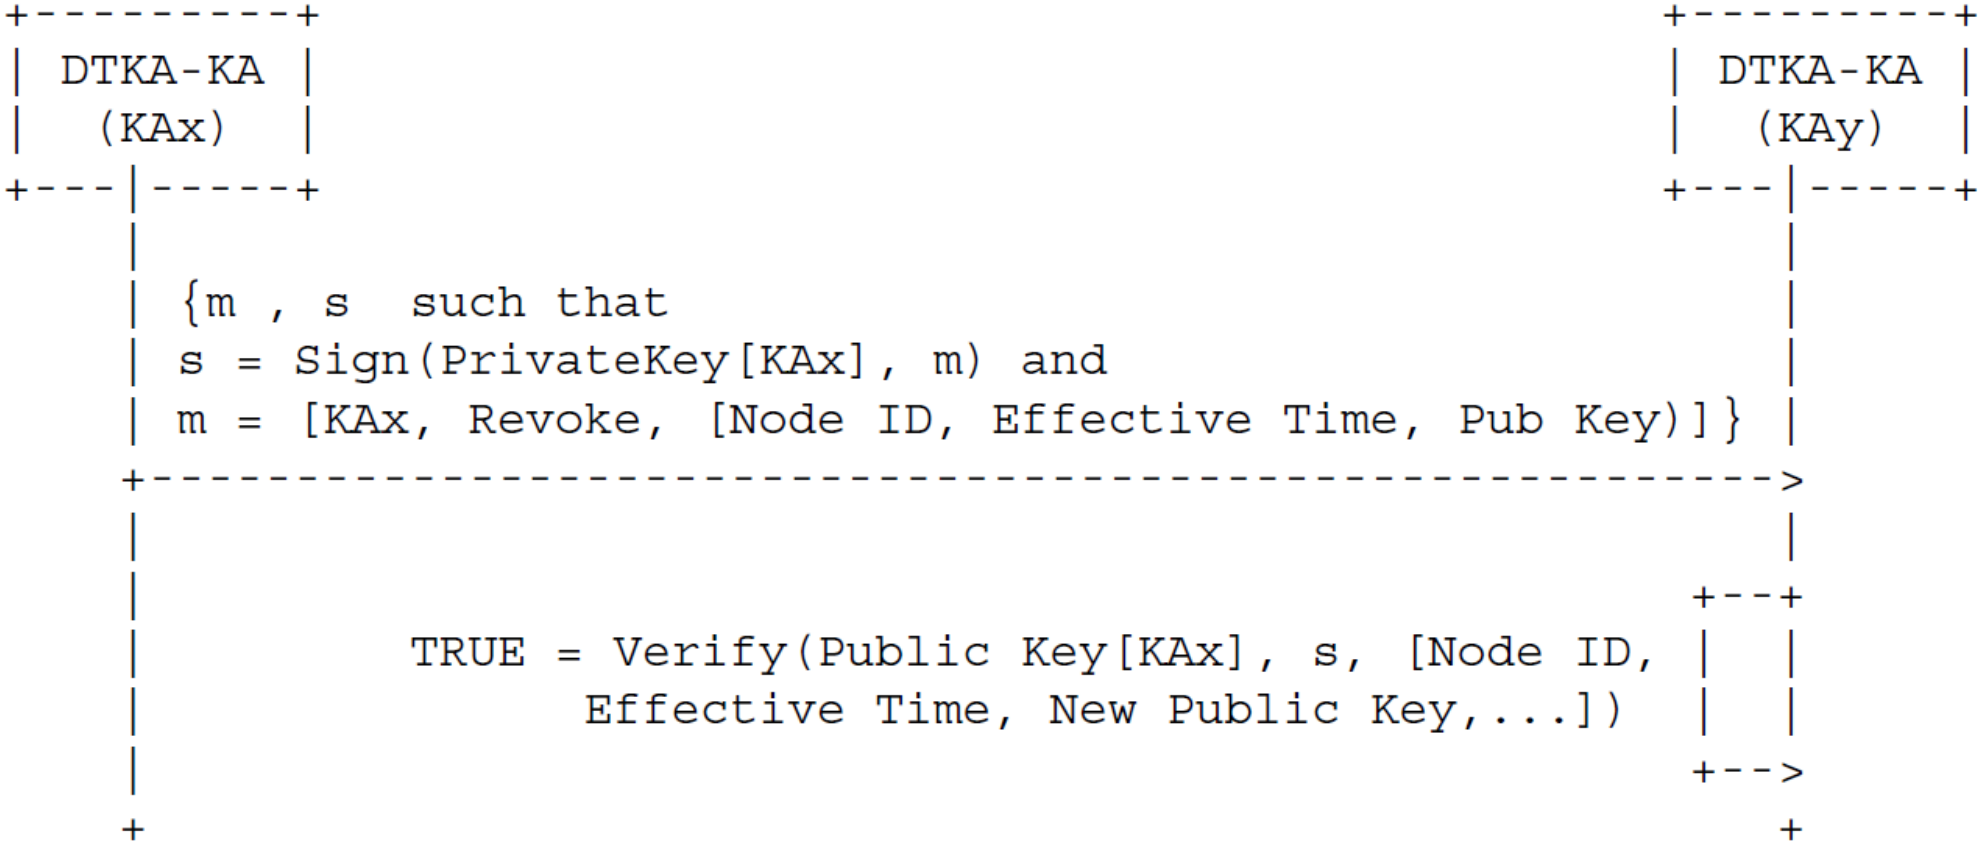 +---------+ +---------+
| DTKA-KA | | DTKA-KA |
| (KAx) | | (KAy) |
+---|-----+ +---|-----+
| |
| {m , s such that |
| s = Sign(PrivateKey[KAx], m) and |
| m = [KAx, Revoke, [Node ID, Effective Time, Pub Key)]} |
+-------------------------------------------------------->
| |
| +--+
| TRUE = Verify(Public Key[KAx], s, [Node ID, | |
| Effective Time, New Public Key,...]) | |
| +-->
+ +